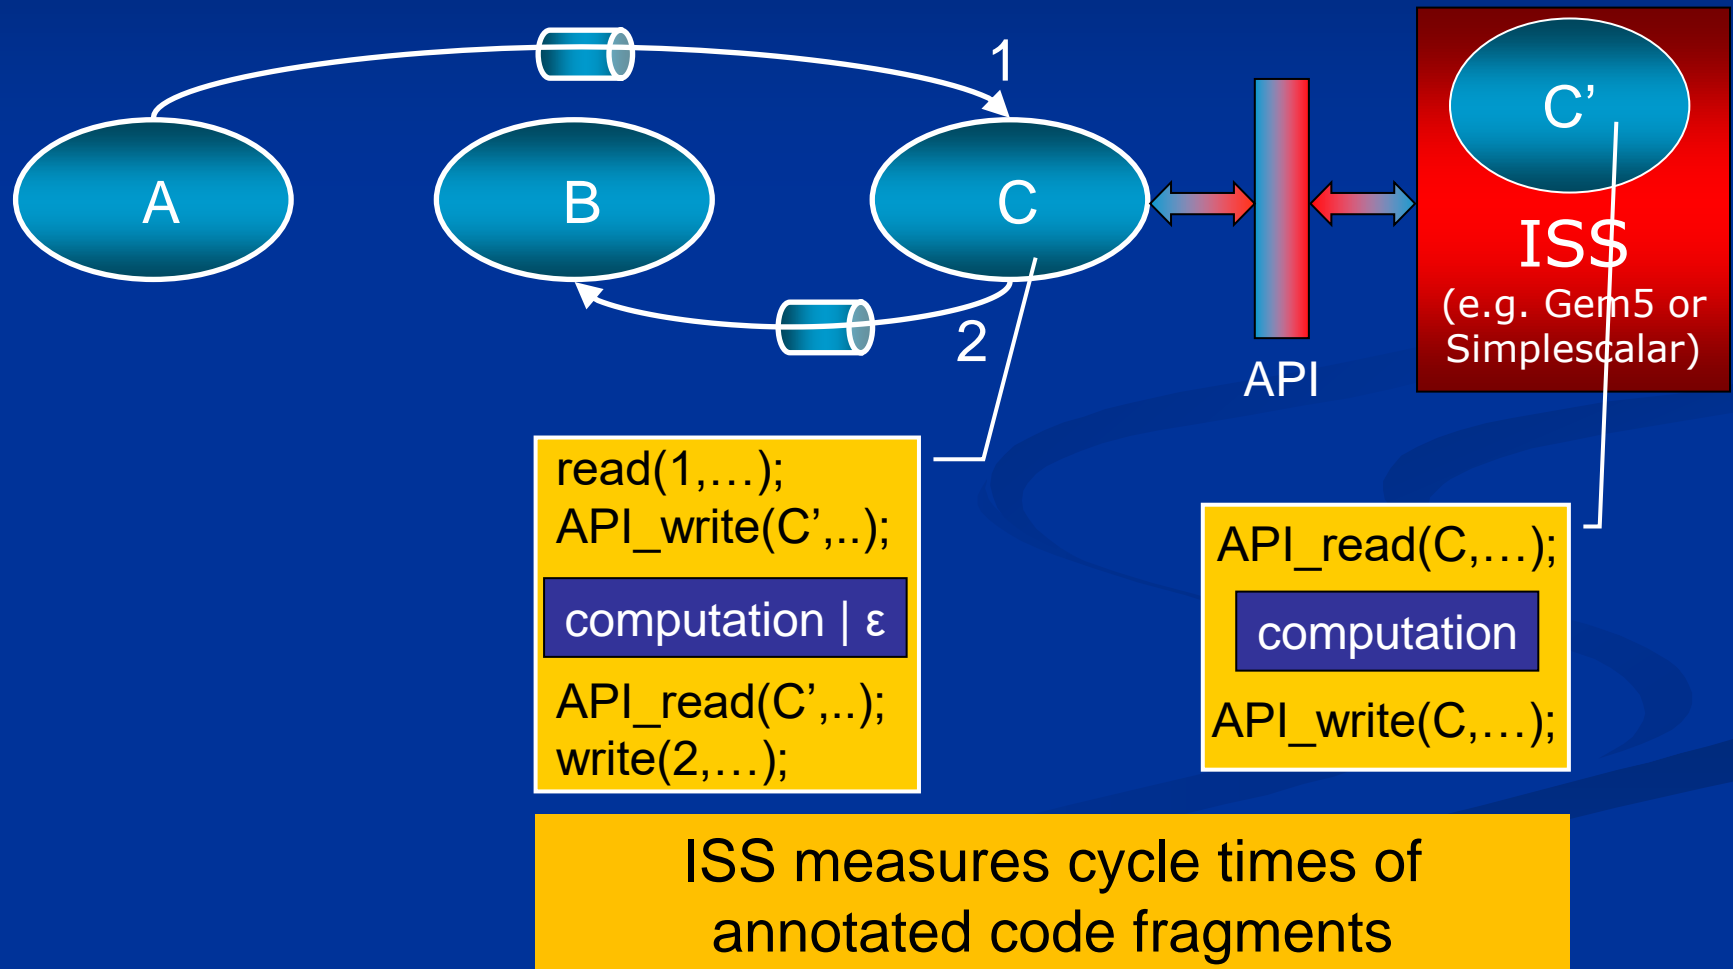 1
A
B
C
C’
ISS
(e.g. Gem5 or
Simplescalar)
2
API
read(1,…);
API_write(C’,..);
computation | ε
API_read(C’,..);
write(2,…);
API_read(C,…);
computation
API_write(C,…);
ISS measures cycle times of
annotated code fragments